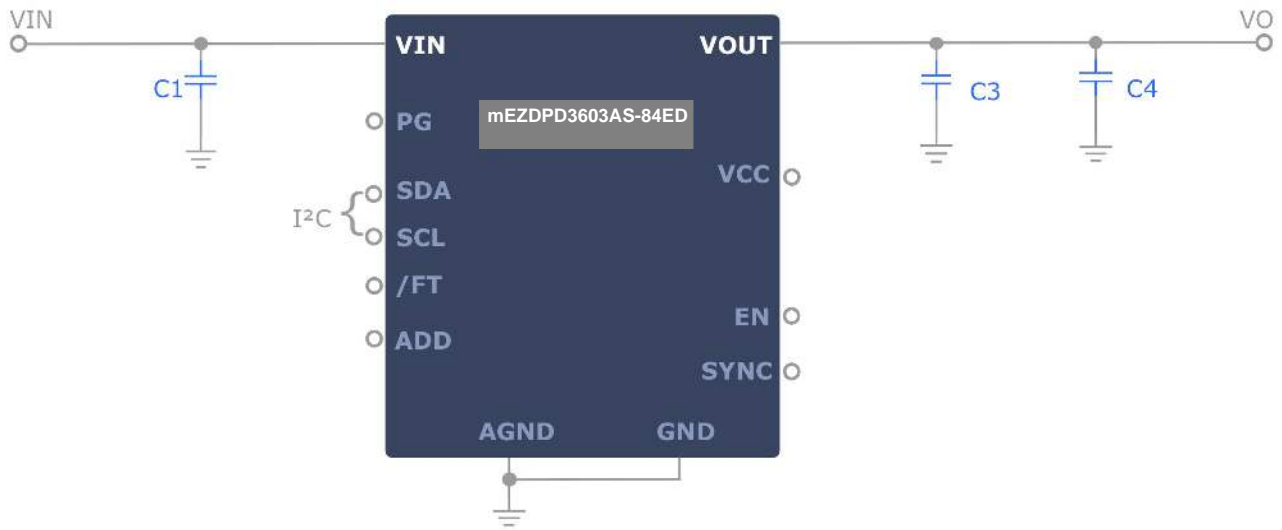 VIN
VO
VIN
VOUT
C1
C3
C4
mEZDPD3603AS-84ED
PG
VCC
SDA
I²C
SCL
/FT
EN
ADD
SYNC
AGND
GND